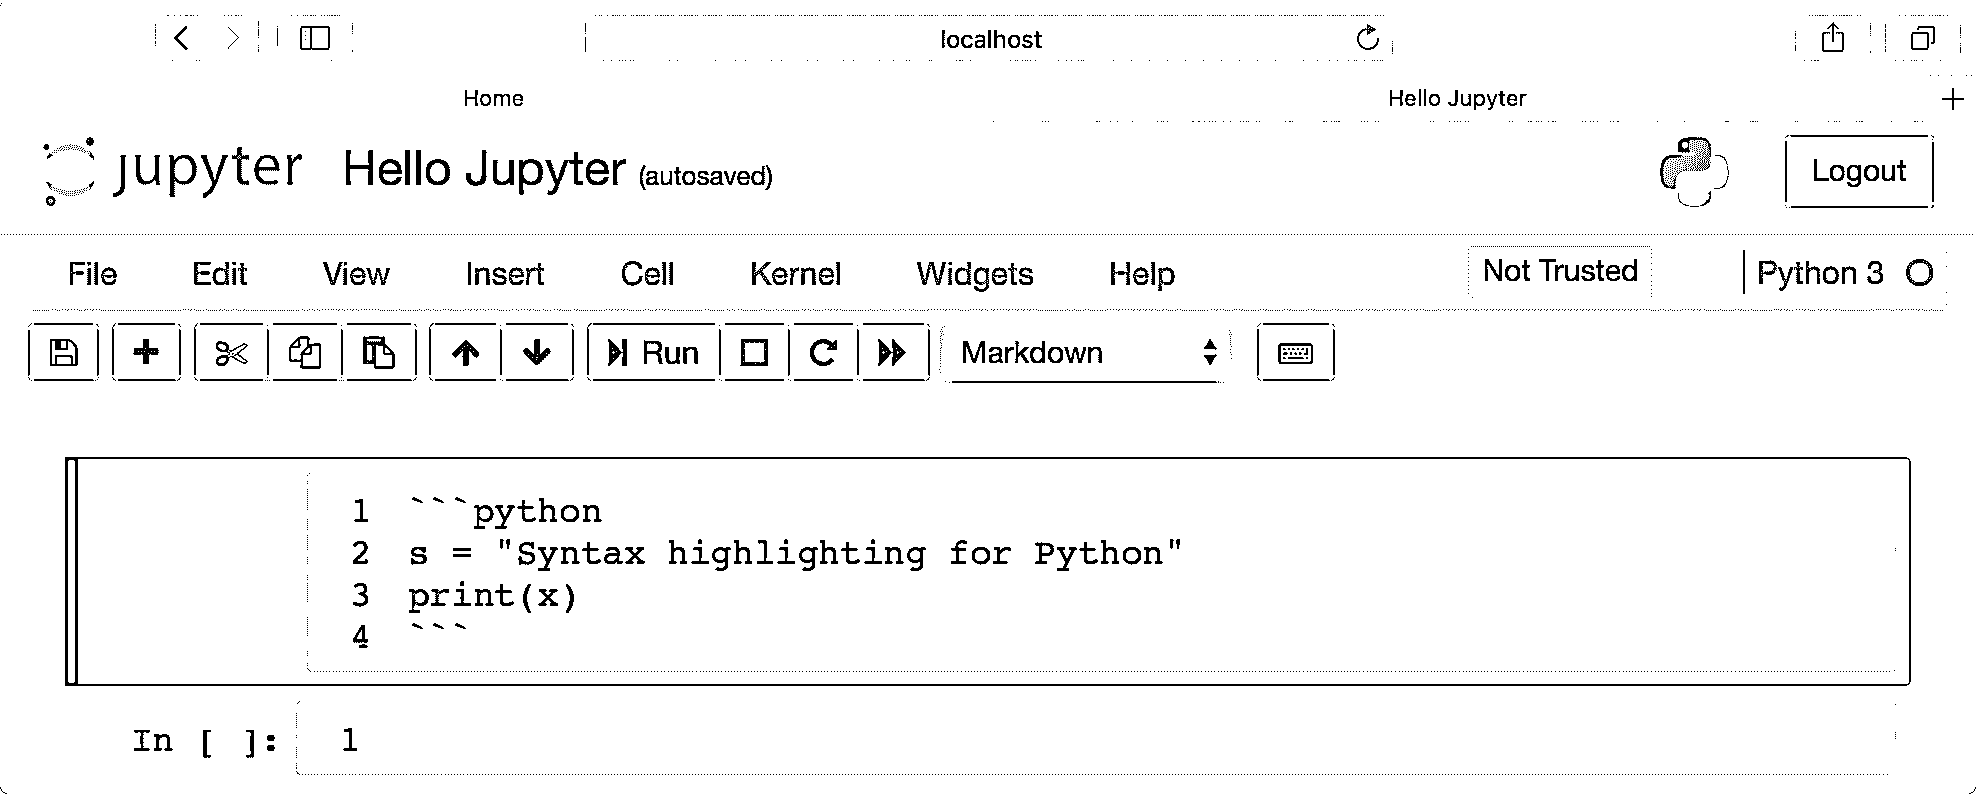 localhost
Home Hello Jupyter
jupyter Hello Jupyter (autosaved) Logout
File Edit View Insert Cell Kernel Widgets Help Not Trusted Python 3
Run Markdown
1 ```python
2 s = "Syntax highlighting for Python"
3 print(x)
4 ```
In [ ]: 1